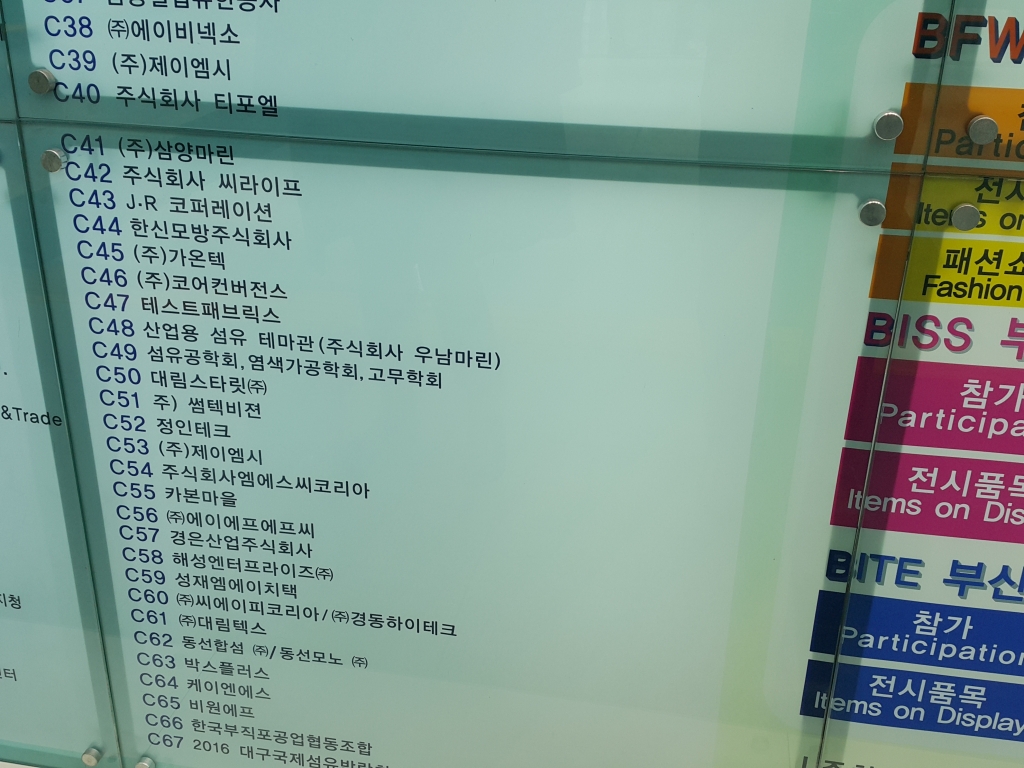 C38 ㈜에이비넥소
C39 (주)제이엠시
C40 주식회사 티포엘
C41 (주)삼양마린
C42 주식회사 씨라이프
C43 J-R 코퍼레이션
C44 한신모방주식회사
C45 (주)가온텍
C46 (주)코어컨버전스
C47 테스트패브릭스
C48 산업용 섬유 테마관(주식회사 우남마린)
C49 섬유공학회,염색가공학회,고무학회
C50 대림스타릿㈜
C51 주) 썸텍비젼
C52 정인테크
C53 (주)제이엠시
C54 주식회사엠에스씨코리아
C55 카본마을
C56 ㈜에이에프에프씨
C57 경은산업주식회사
C58 해성엔터프라이즈㈜
C59 성재엠에이치택
C60 ㈜씨에이피코리아/㈜경동하이테크
C61 ㈜대림텍스
C62 동선합섬 ㈜/동선모노 ㈜
C63 박스플러스
C64 케이엔에스
C65 비원에프
C66 한국부직포공업협동조합
C67 2016 대구국제섬유박람회
&Trade
BFW
Partic
전시
Items on
패션쇼
Fashion
BISS 부
참가
Participa
전시품목
Items on Dis
BITE 부산
참가
Participation
전시품목
Items on Display